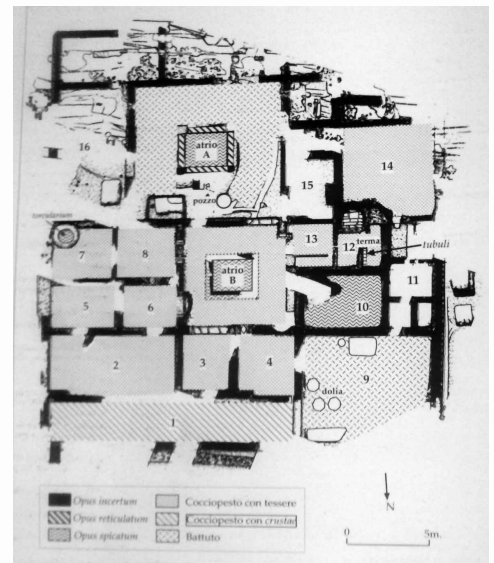 atrio
A
16
14
15
pozzo
torcularium
7
8
13
12
terma
tubuli
atrio
B
5
6
10
11
2
3
4
9
dolia
1
Opus incertum
Cocciopesto con tessere
Opus reticulatum
Cocciopesto con crustae
Opus spicatum
Battuto
N
0
5m.